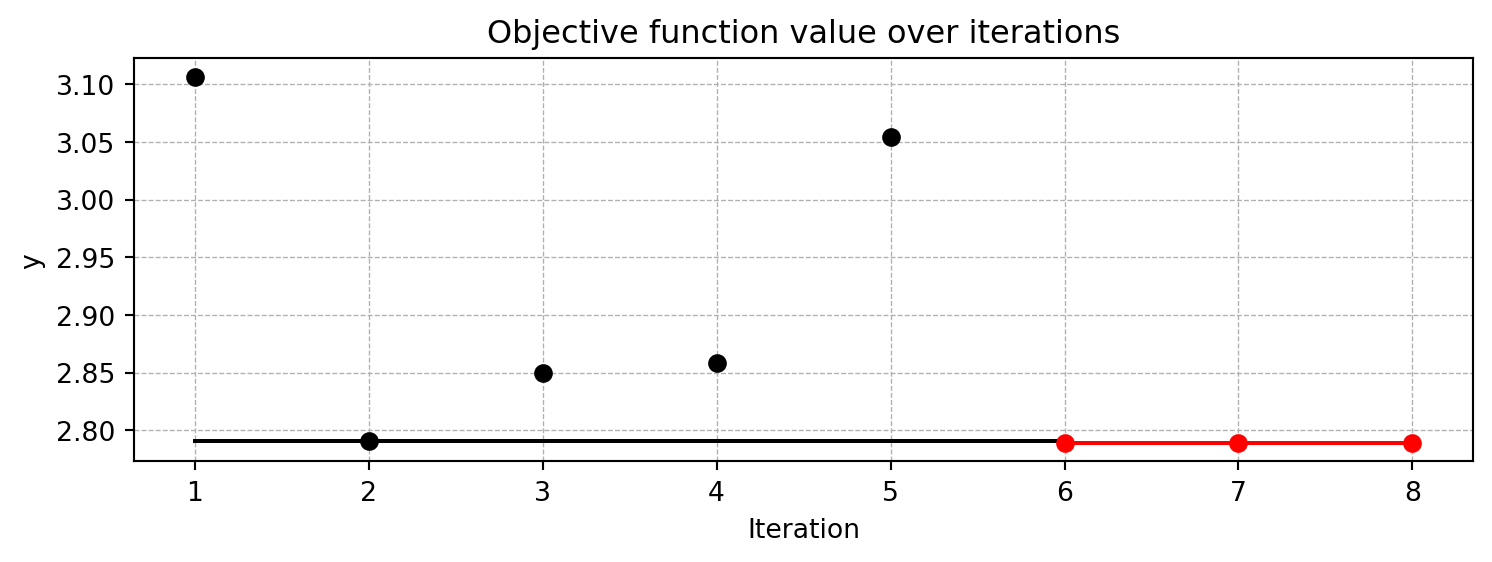 Objective function value over iterations
3.10
3.05
3.00
2.95
2.90
2.85
2.80
y
1 2 3 4 5 6 7 8
Iteration